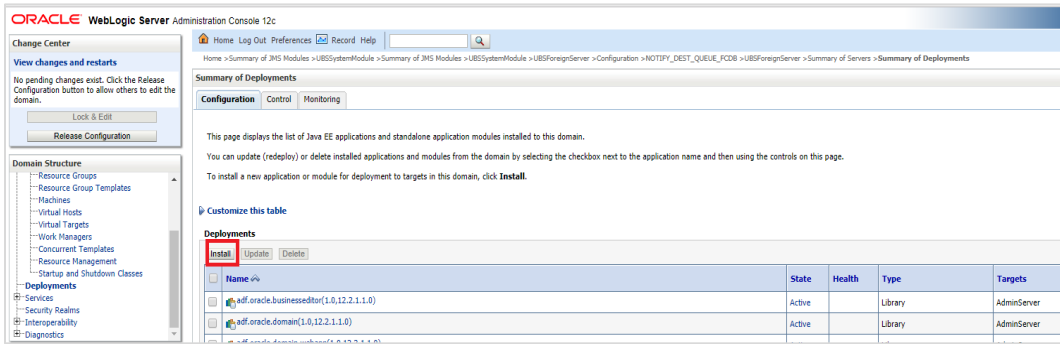 ORACLE WebLogic Server Administration Console 12c
Change Center
View changes and restarts
No pending changes exist. Click the Release
Configuration button to allow others to edit the
domain.
Lock & Edit
Release Configuration
Domain Structure
Resource Groups
Resource Group Templates
Machines
Virtual Hosts
Virtual Targets
Work Managers
Concurrent Templates
Resource Management
Startup and Shutdown Classes
Deployments
Services
Security Realms
Interoperability
Diagnostics
Home Log Out Preferences Record Help
Home >Summary of JMS Modules >UBSSystemModule >Summary of JMS Modules >UBSSystemModule >UBSForeignServer >Configuration >NOTIFY_DEST_QUEUE_FCDB >UBSForeignServer >Summary of Servers >Summary of Deployments
Summary of Deployments
Configuration Control Monitoring
This page displays the list of Java EE applications and standalone application modules installed to this domain.
You can update (redeploy) or delete installed applications and modules from the domain by selecting the checkbox next to the application name and then using the controls on this page.
To install a new application or module for deployment to targets in this domain, click Install.
Customize this table
Deployments
Install Update Delete
Name State Health Type Targets
adf.oracle.businesseditor(1.0,12.2.1.1.0) Active Library AdminServer
adf.oracle.domain(1.0,12.2.1.1.0) Active Library AdminServer